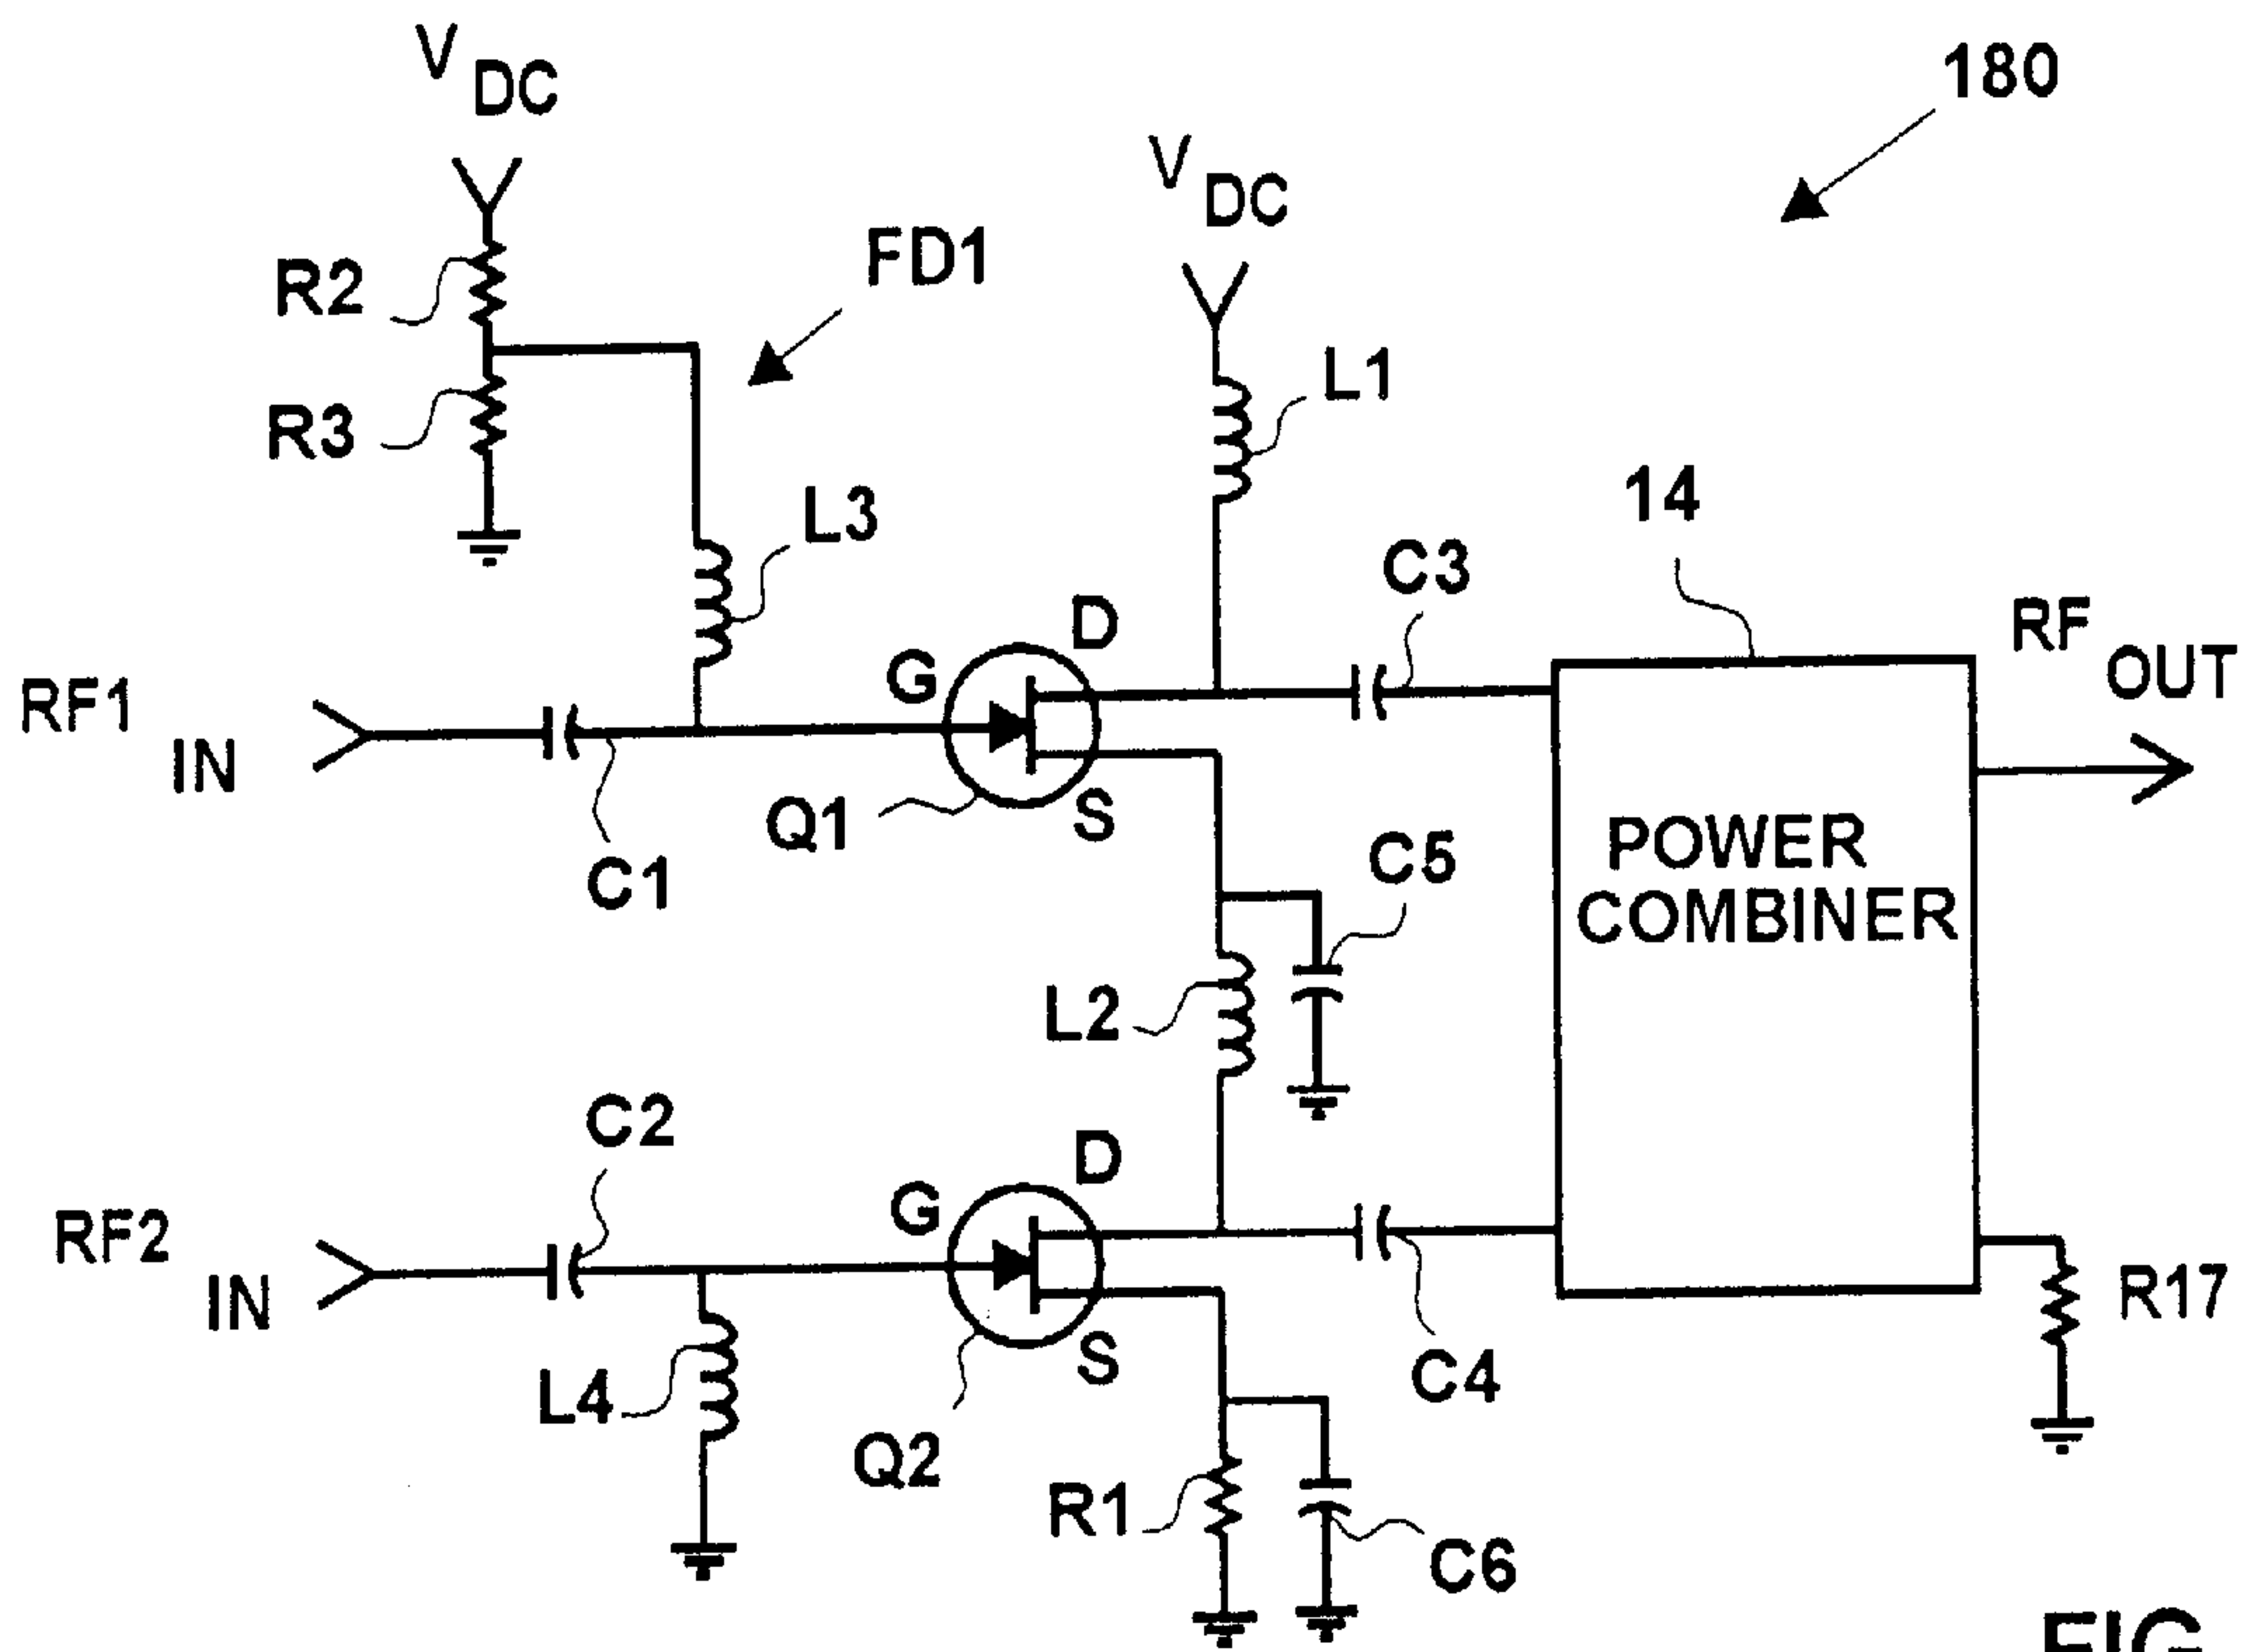 V DC
180
V DC
FD1
R2
L1
R3
14
L3
C3
D
RF OUT
G
RF1 IN
Q1
S
C1
C5
POWER
COMBINER
L2
C2
D
G
RF2 IN
R17
S
L4
C4
Q2
R1
C6
FIG